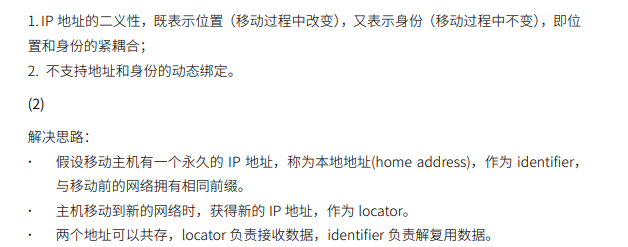 1. IP 地址的二义性，既表示位置（移动过程中改变），又表示身份（移动过程中不变），即位
置和身份的紧耦合；
2. 不支持地址和身份的动态绑定。
(2)
解决思路：
· 假设移动主机有一个永久的 IP 地址，称为本地地址(home address)，作为 identifier，
与移动前的网络拥有相同前缀。
· 主机移动到新的网络时，获得新的 IP 地址，作为 locator。
· 两个地址可以共存，locator 负责接收数据，identifier 负责解复用数据。